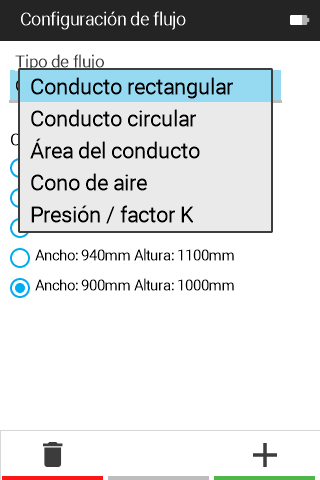 Configuración de flujo
Tipo de flujo
Conducto rectangular
Conducto circular
Área del conducto
Cono de aire
Presión / factor K
Ancho: 940mm Altura: 1100mm
Ancho: 900mm Altura: 1000mm